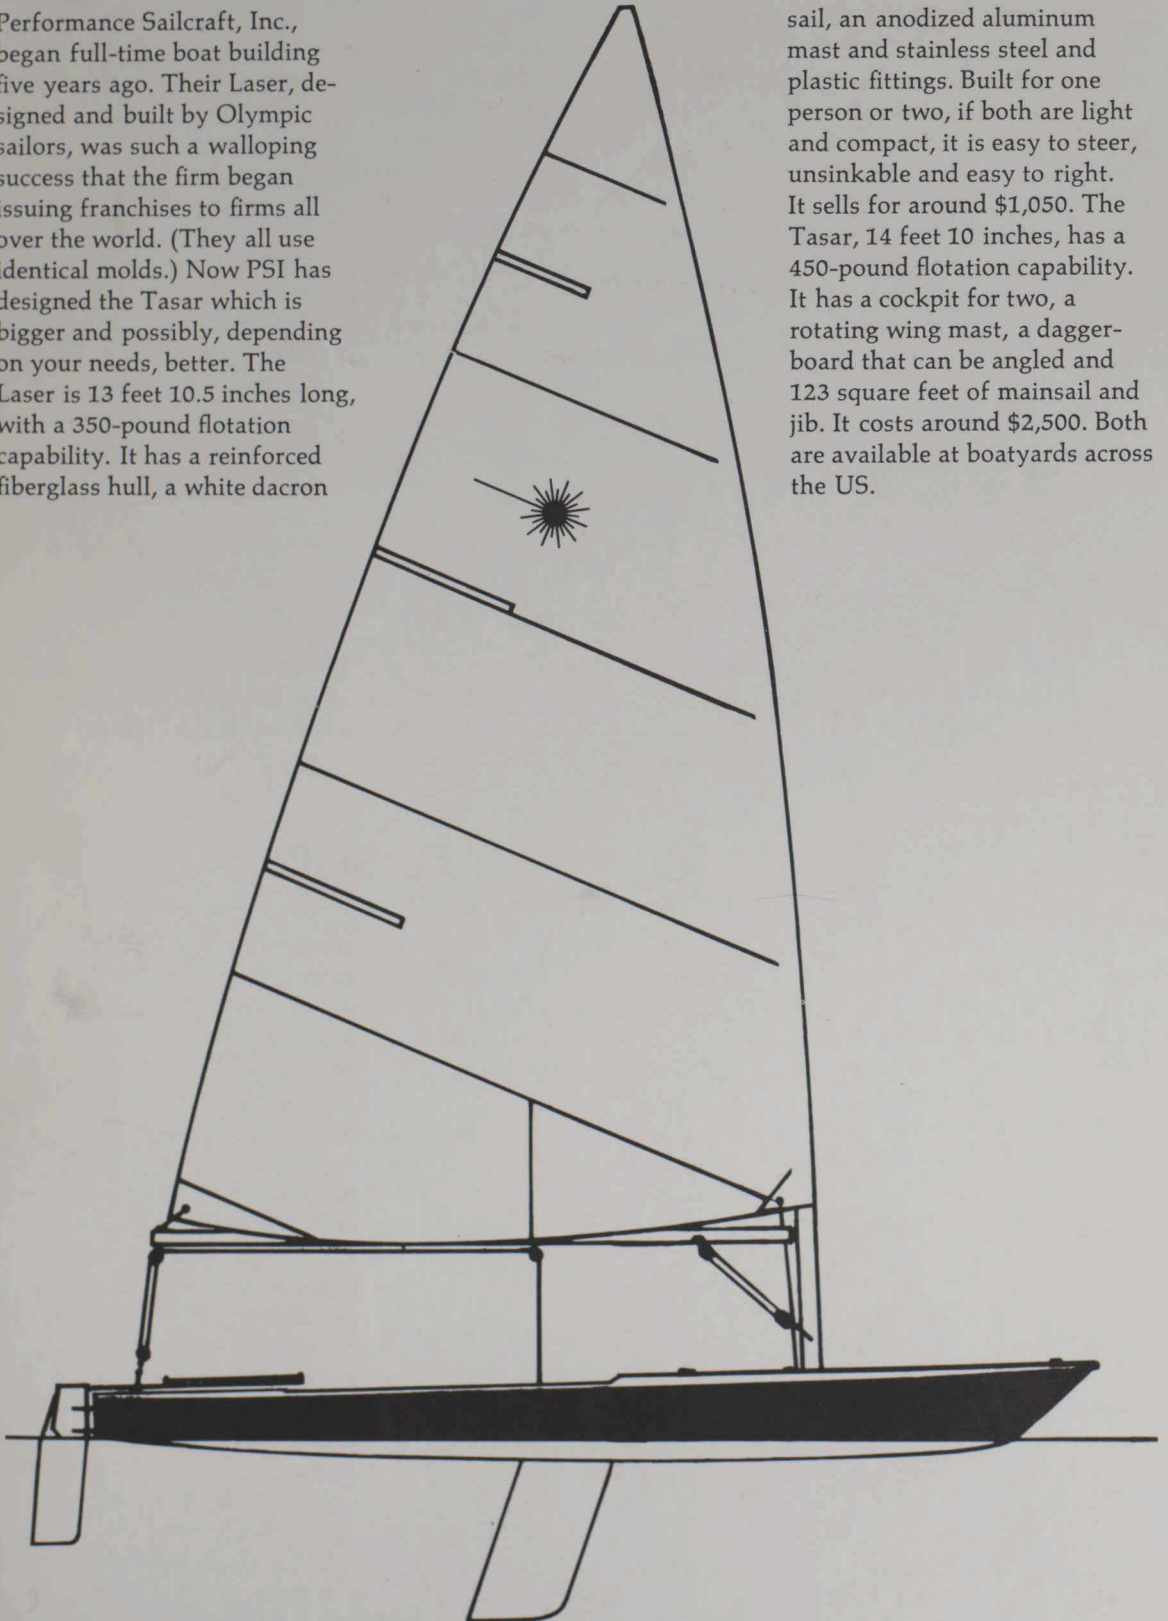 Performance Sailcraft, Inc.,
began full-time boat building
five years ago. Their Laser, de-
signed and built by Olympic
sailors, was such a walloping
success that the firm began
issuing franchises to firms all
over the world. (They all use
identical molds.) Now PSI has
designed the Tasar which is
bigger and possibly, depending
on your needs, better. The
Laser is 13 feet 10.5 inches long,
with a 350-pound flotation
capability. It has a reinforced
fiberglass hull, a white dacron
sail, an anodized aluminum
mast and stainless steel and
plastic fittings. Built for one
person or two, if both are light
and compact, it is easy to steer,
unsinkable and easy to right.
It sells for around $1,050. The
Tasar, 14 feet 10 inches, has a
450-pound flotation capability.
It has a cockpit for two, a
rotating wing mast, a dagger-
board that can be angled and
123 square feet of mainsail and
jib. It costs around $2,500. Both
are available at boatyards across
the US.